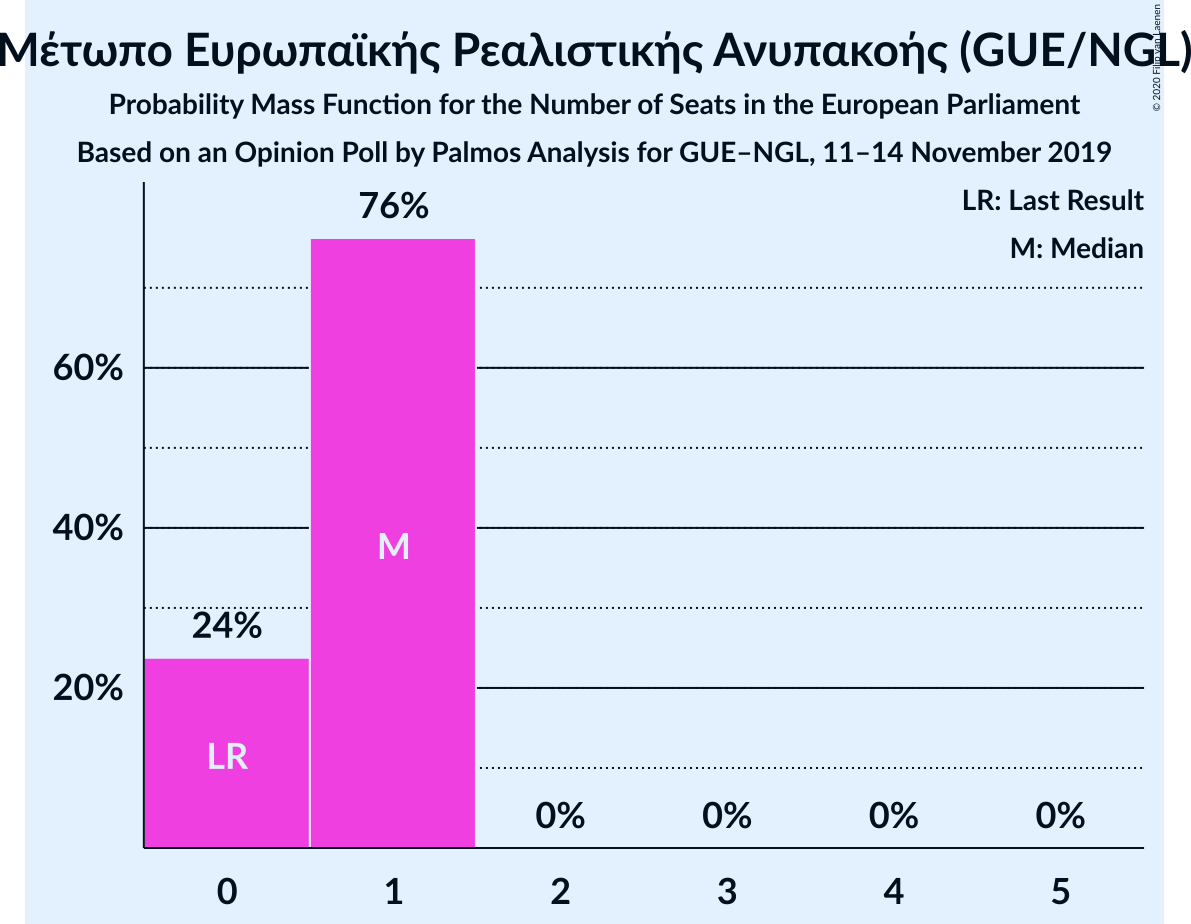 Μέτωπο Ευρωπαϊκής Ρεαλιστικής Ανυπακοής (GUE/NGL)
© 2020 Filip van Laenen
Probability Mass Function for the Number of Seats in the European Parliament
Based on an Opinion Poll by Palmos Analysis for GUE–NGL, 11–14 November 2019
LR: Last Result
M: Median
76%
60%
40%
M
24%
20%
LR
0% 0% 0% 0%
0 1 2 3 4 5